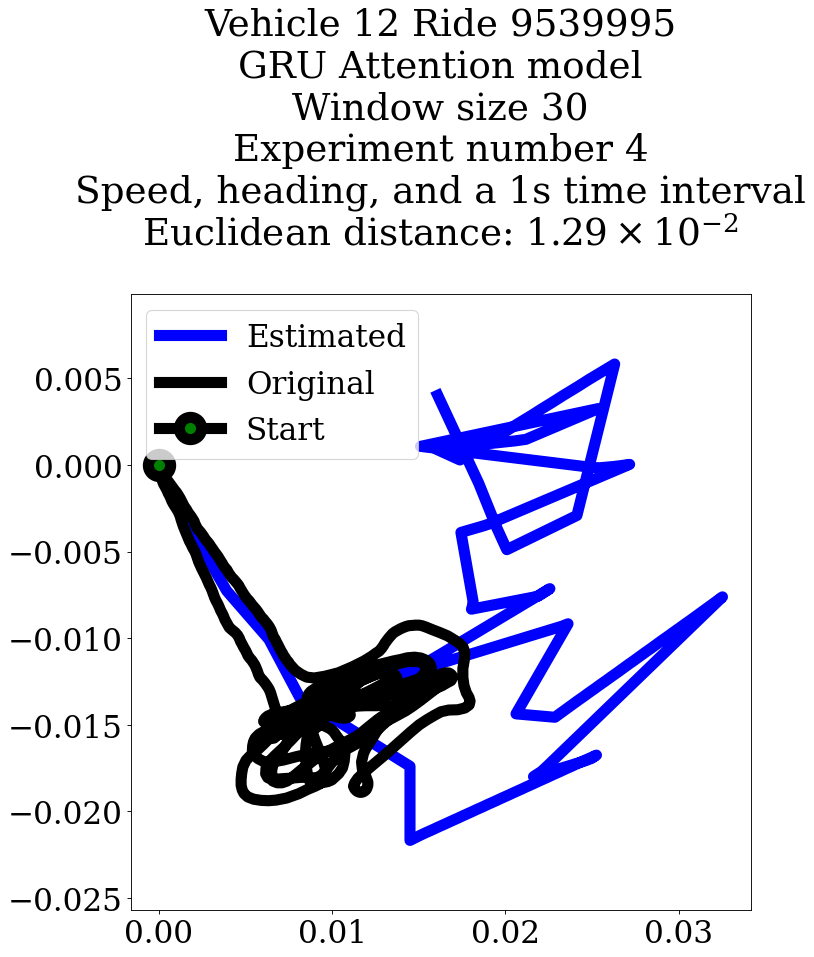 Vehicle 12 Ride 9539995
GRU Attention model
Window size 30
Experiment number 4
Speed, heading, and a 1s time interval
Euclidean distance: 1.29 × 10⁻²
Estimated
Original
Start
0.005
0.000
−0.005
−0.010
−0.015
−0.020
−0.025
0.00 0.01 0.02 0.03